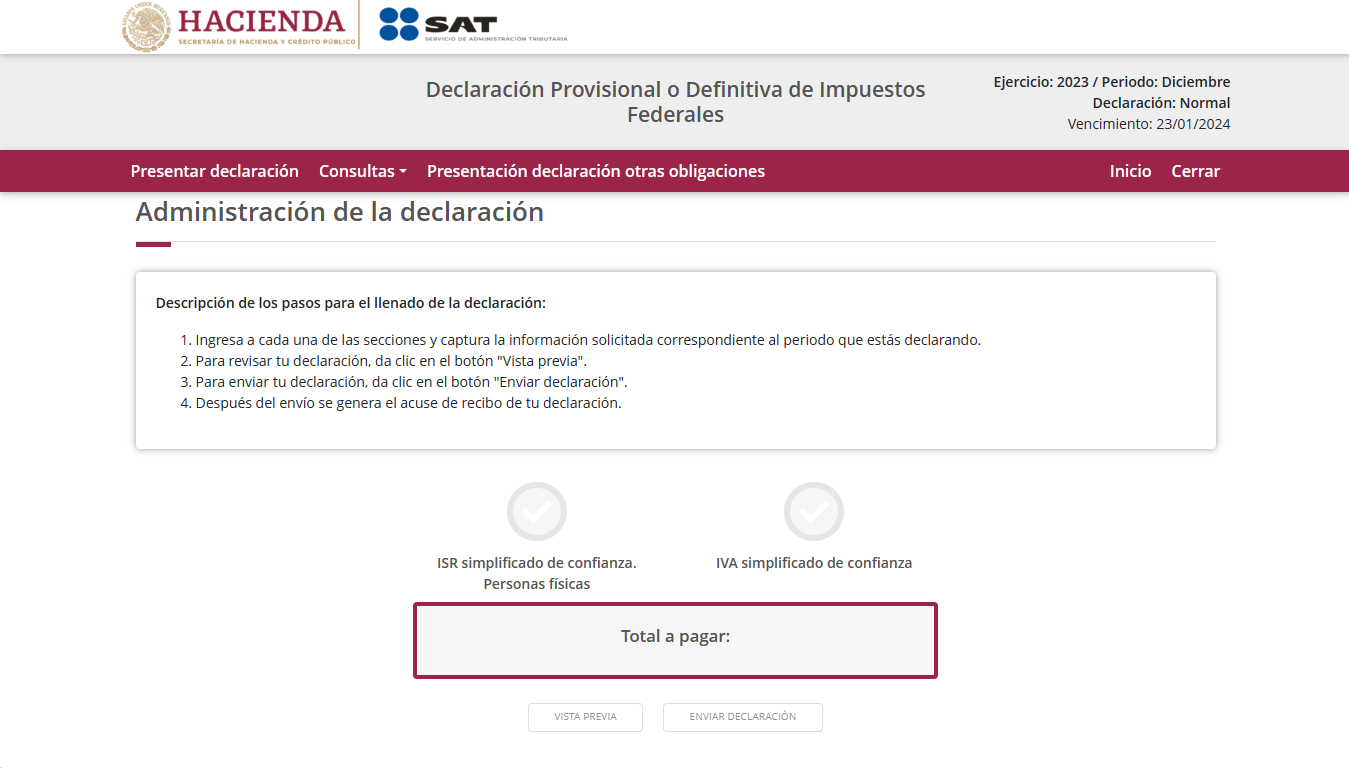 HACIENDA
SECRETARÍA DE HACIENDA Y CRÉDITO PÚBLICO
SAT
SERVICIO DE ADMINISTRACIÓN TRIBUTARIA
Declaración Provisional o Definitiva de Impuestos
Federales
Ejercicio: 2023 / Periodo: Diciembre
Declaración: Normal
Vencimiento: 23/01/2024
Presentar declaración Consultas Presentación declaración otras obligaciones Inicio Cerrar
Administración de la declaración
Descripción de los pasos para el llenado de la declaración:
1. Ingresa a cada una de las secciones y captura la información solicitada correspondiente al periodo que estás declarando.
2. Para revisar tu declaración, da clic en el botón "Vista previa".
3. Para enviar tu declaración, da clic en el botón "Enviar declaración".
4. Después del envío se genera el acuse de recibo de tu declaración.
ISR simplificado de confianza.
Personas físicas
IVA simplificado de confianza
Total a pagar:
VISTA PREVIA ENVIAR DECLARACIÓN